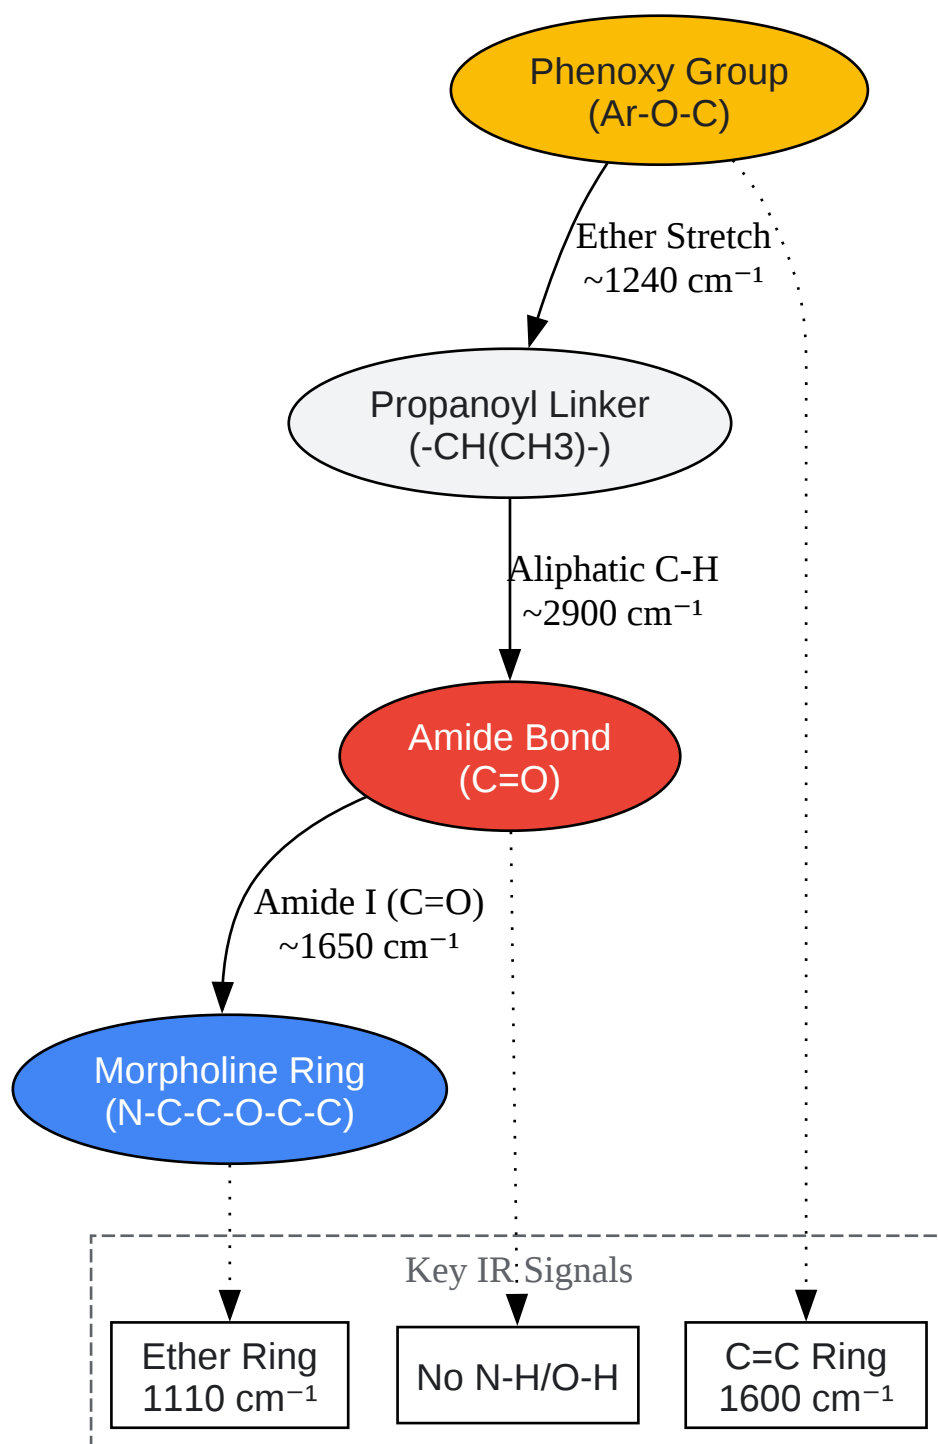 Phenoxy Group
(Ar-O-C)
Ether Stretch
~1240 cm⁻¹
Propanoyl Linker
(-CH(CH3)-)
Aliphatic C-H
~2900 cm⁻¹
Amide Bond
(C=O)
Amide I (C=O)
~1650 cm⁻¹
Morpholine Ring
(N-C-C-O-C-C)
Key IR Signals
Ether Ring
1110 cm⁻¹
No N-H/O-H
C=C Ring
1600 cm⁻¹